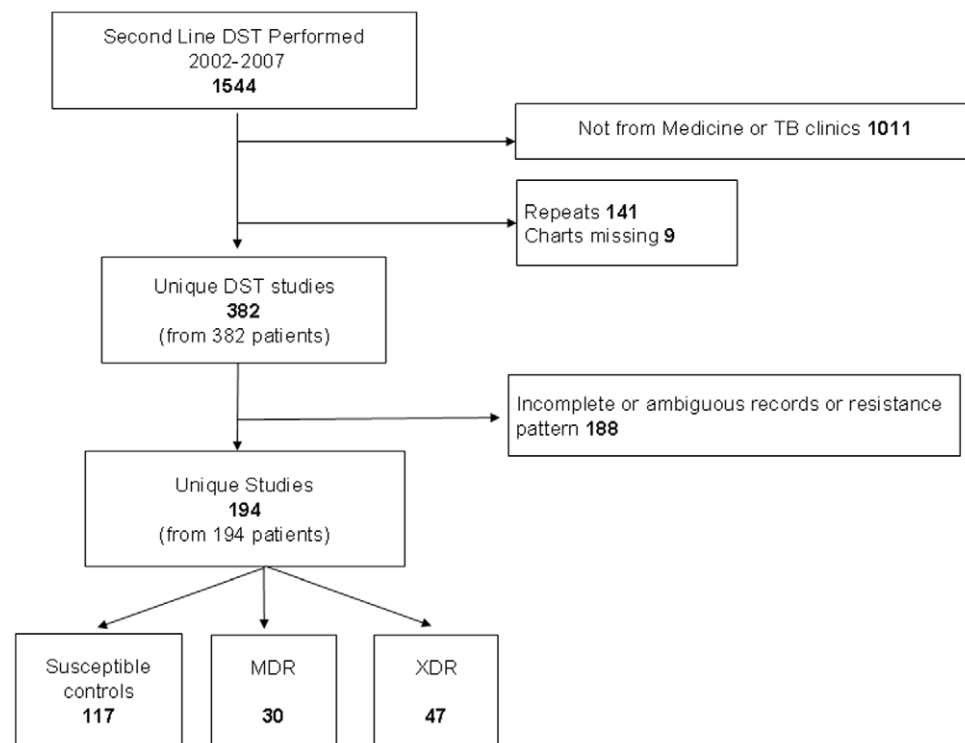 Second Line DST Performed
2002-2007
1544
Not from Medicine or TB clinics 1011
Repeats 141
Charts missing 9
Unique DST studies
382
(from 382 patients)
Incomplete or ambiguous records or resistance
pattern 188
Unique Studies
194
(from 194 patients)
Susceptible
controls
117
MDR
30
XDR
47